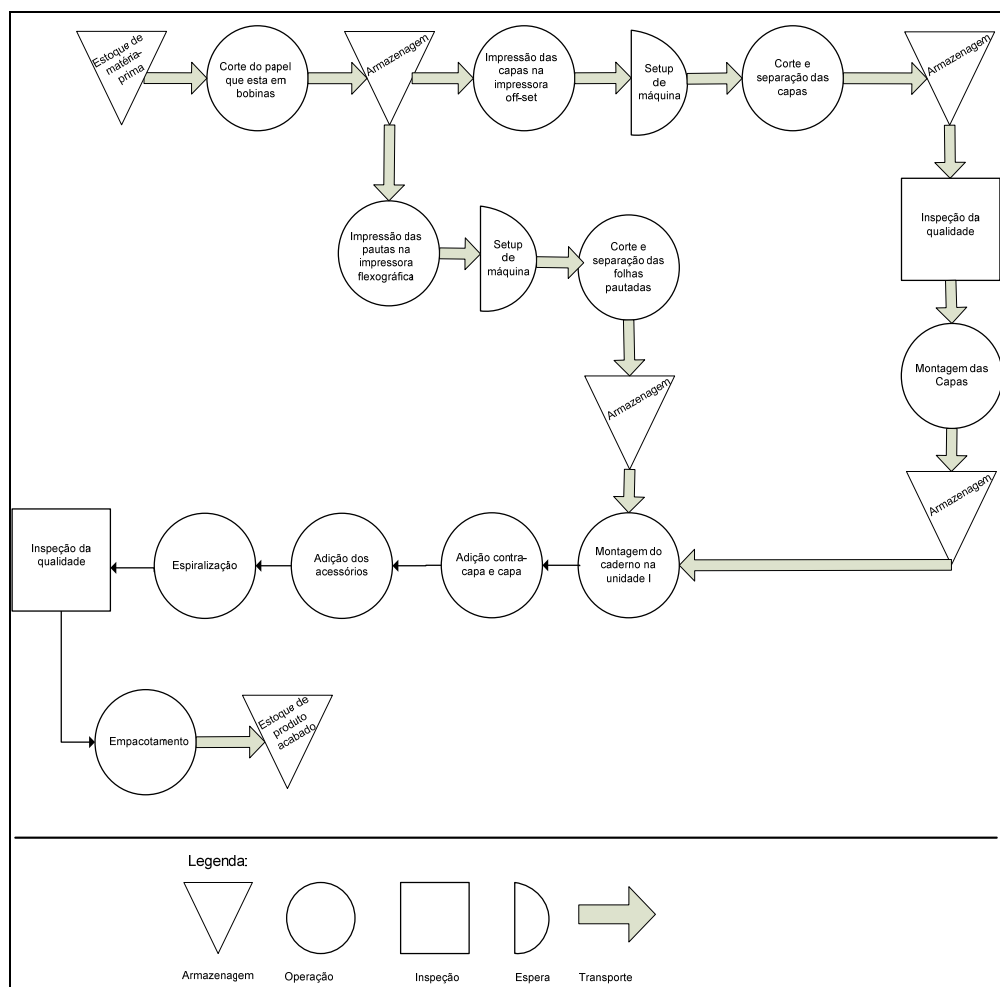 Estoque de
matéria-
prima
Corte do papel
que esta em
bobinas
Armazenagem
Impressão das
capas na
impressora
off-set
Setup
de
máquina
Corte e
separação das
capas
Armazenagem
Inspeção da
qualidade
Montagem das
Capas
Armazenagem
Impressão das
pautas na
impressora
flexográfica
Setup
de
máquina
Corte e
separação das
folhas
pautadas
Armazenagem
Montagem do
caderno na
unidade I
Adição contra-
capa e capa
Adição dos
acessórios
Espiralização
Inspeção da
qualidade
Empacotamento
Estoque de
produto
acabado
Legenda:
Armazenagem
Operação
Inspeção
Espera
Transporte